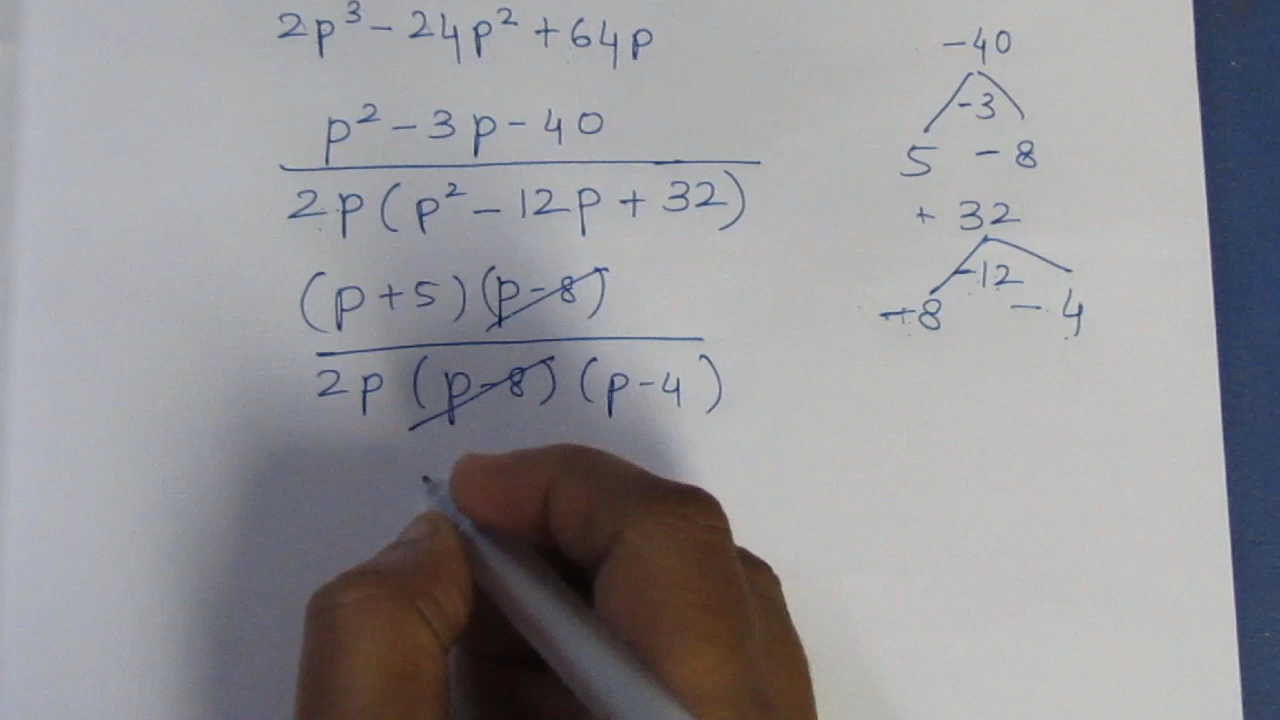 2p³ - 24p² + 64p
p² - 3p - 40
2p(p² - 12p + 32)
(p+5)(p-8)
2p (p-8) (p-4)
-40
-3
5 -8
+ 32
-12
-8 -4